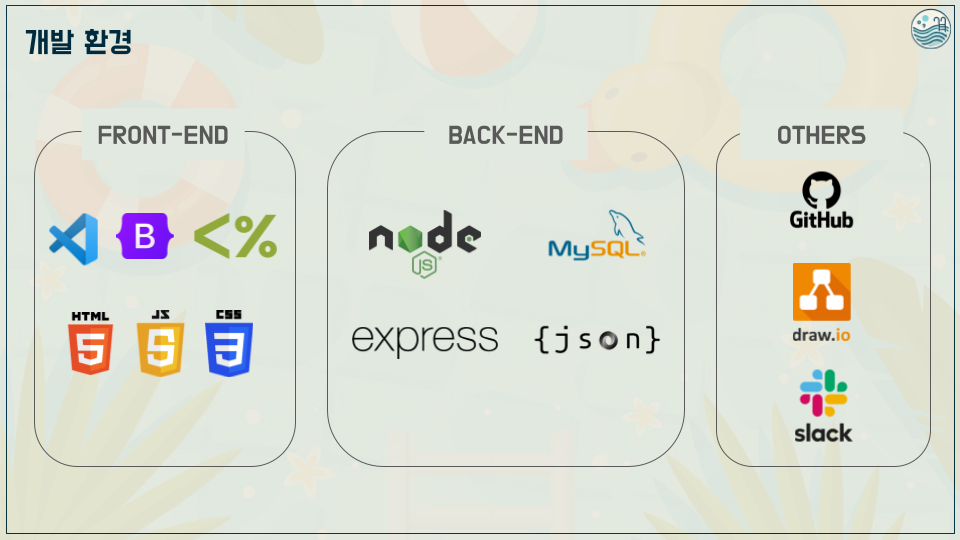 개발 환경
FRONT-END
B
<%
HTML
5
JS
5
CSS
3
BACK-END
node
JS
MySQL
express
{json}
OTHERS
GitHub
draw.io
slack